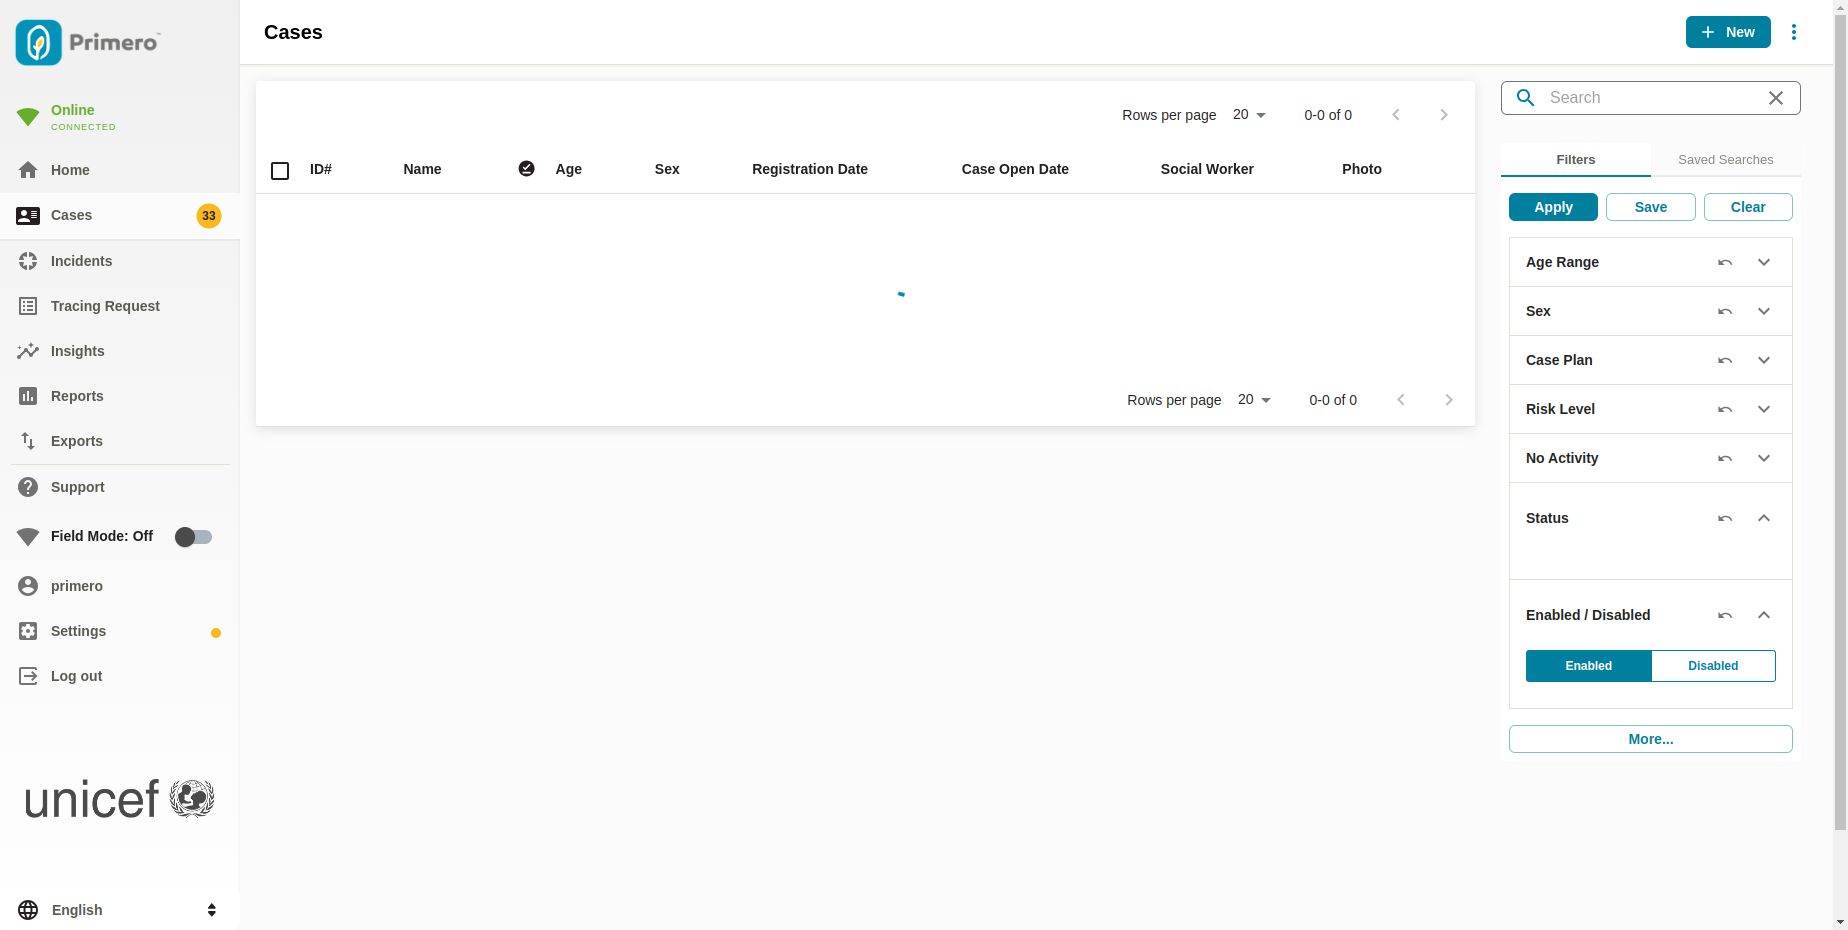 Primero™
Online
CONNECTED
Home
Cases
33
Incidents
Tracing Request
Insights
Reports
Exports
Support
Field Mode: Off
primero
Settings
Log out
unicef
English
Cases
New
Rows per page 20 0-0 of 0
ID# Name Age Sex Registration Date Case Open Date Social Worker Photo
Rows per page 20 0-0 of 0
Search
Filters Saved Searches
Apply Save Clear
Age Range
Sex
Case Plan
Risk Level
No Activity
Status
Enabled / Disabled
Enabled Disabled
More...